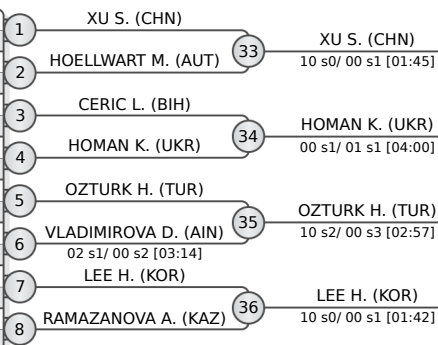 XU S. (CHN)
1
33
XU S. (CHN)
10 s0/ 00 s1 [01:45]
HOELLWART M. (AUT)
2
CERIC L. (BIH)
3
34
HOMAN K. (UKR)
00 s1/ 01 s1 [04:00]
HOMAN K. (UKR)
4
OZTURK H. (TUR)
5
35
OZTURK H. (TUR)
10 s2/ 00 s3 [02:57]
VLADIMIROVA D. (AIN)
6
02 s1/ 00 s2 [03:14]
LEE H. (KOR)
7
36
LEE H. (KOR)
10 s0/ 00 s1 [01:42]
RAMAZANOVA A. (KAZ)
8